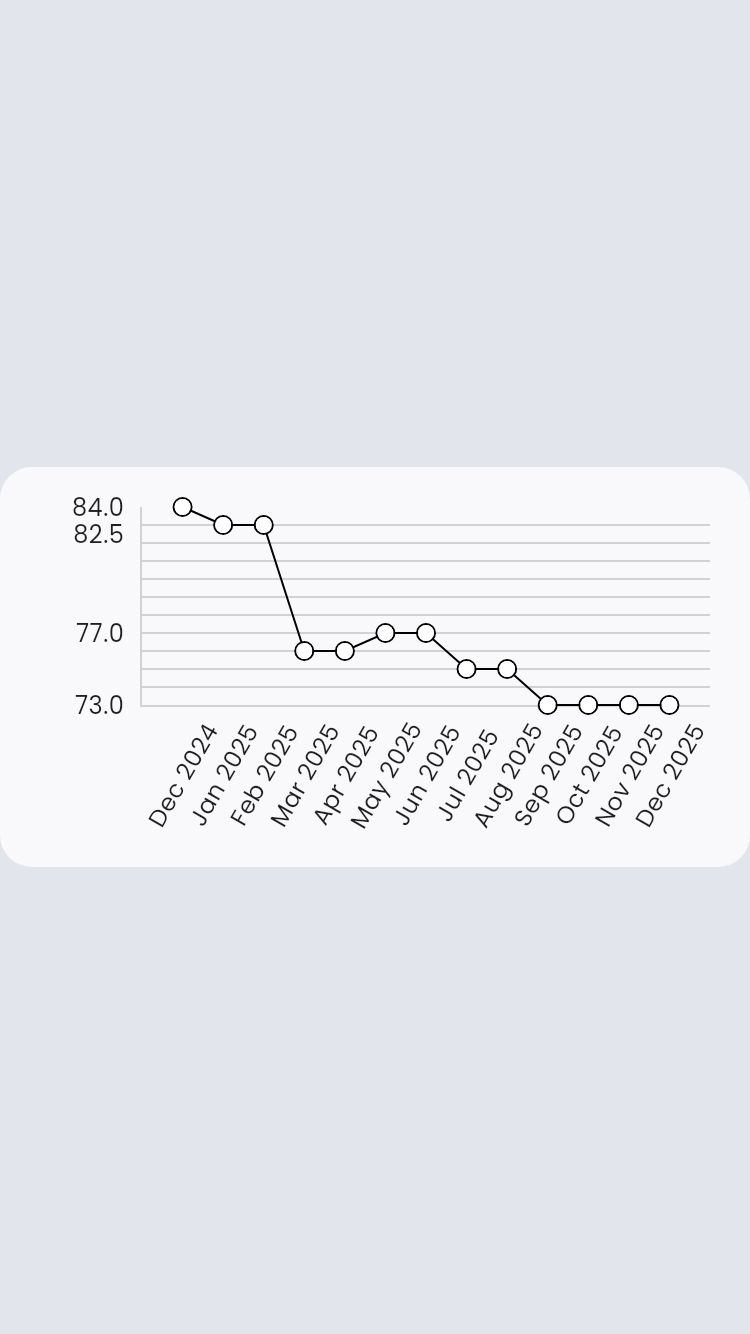 84.0
82.5
77.0
73.0
Dec 2024
Jan 2025
Feb 2025
Mar 2025
Apr 2025
May 2025
Jun 2025
Jul 2025
Aug 2025
Sep 2025
Oct 2025
Nov 2025
Dec 2025